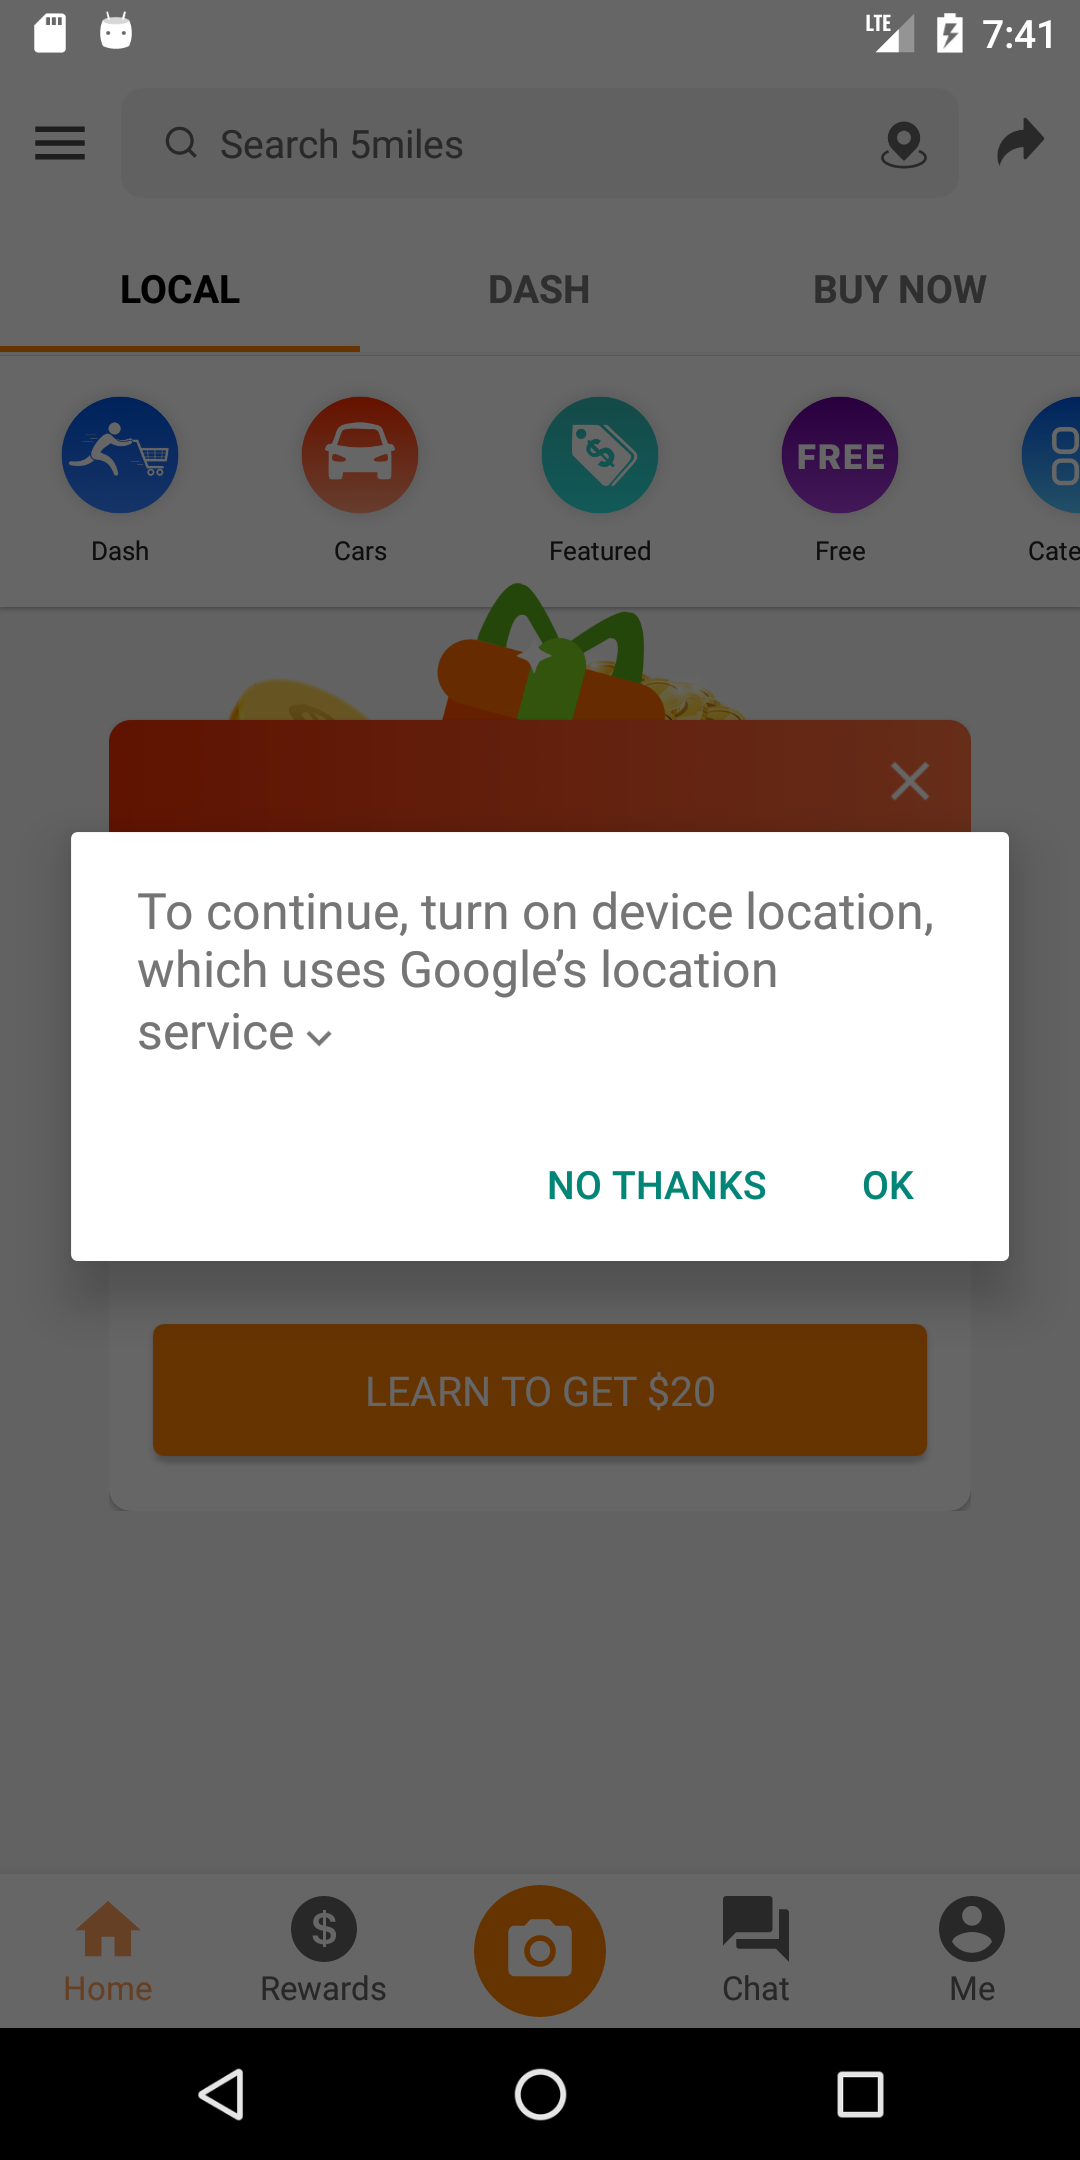 LTE 7:41
Search 5miles
LOCAL DASH BUY NOW
FREE
Dash Cars Featured Free Cate
To continue, turn on device location,
which uses Google’s location
service
NO THANKS OK
LEARN TO GET $20
Home Rewards Chat Me